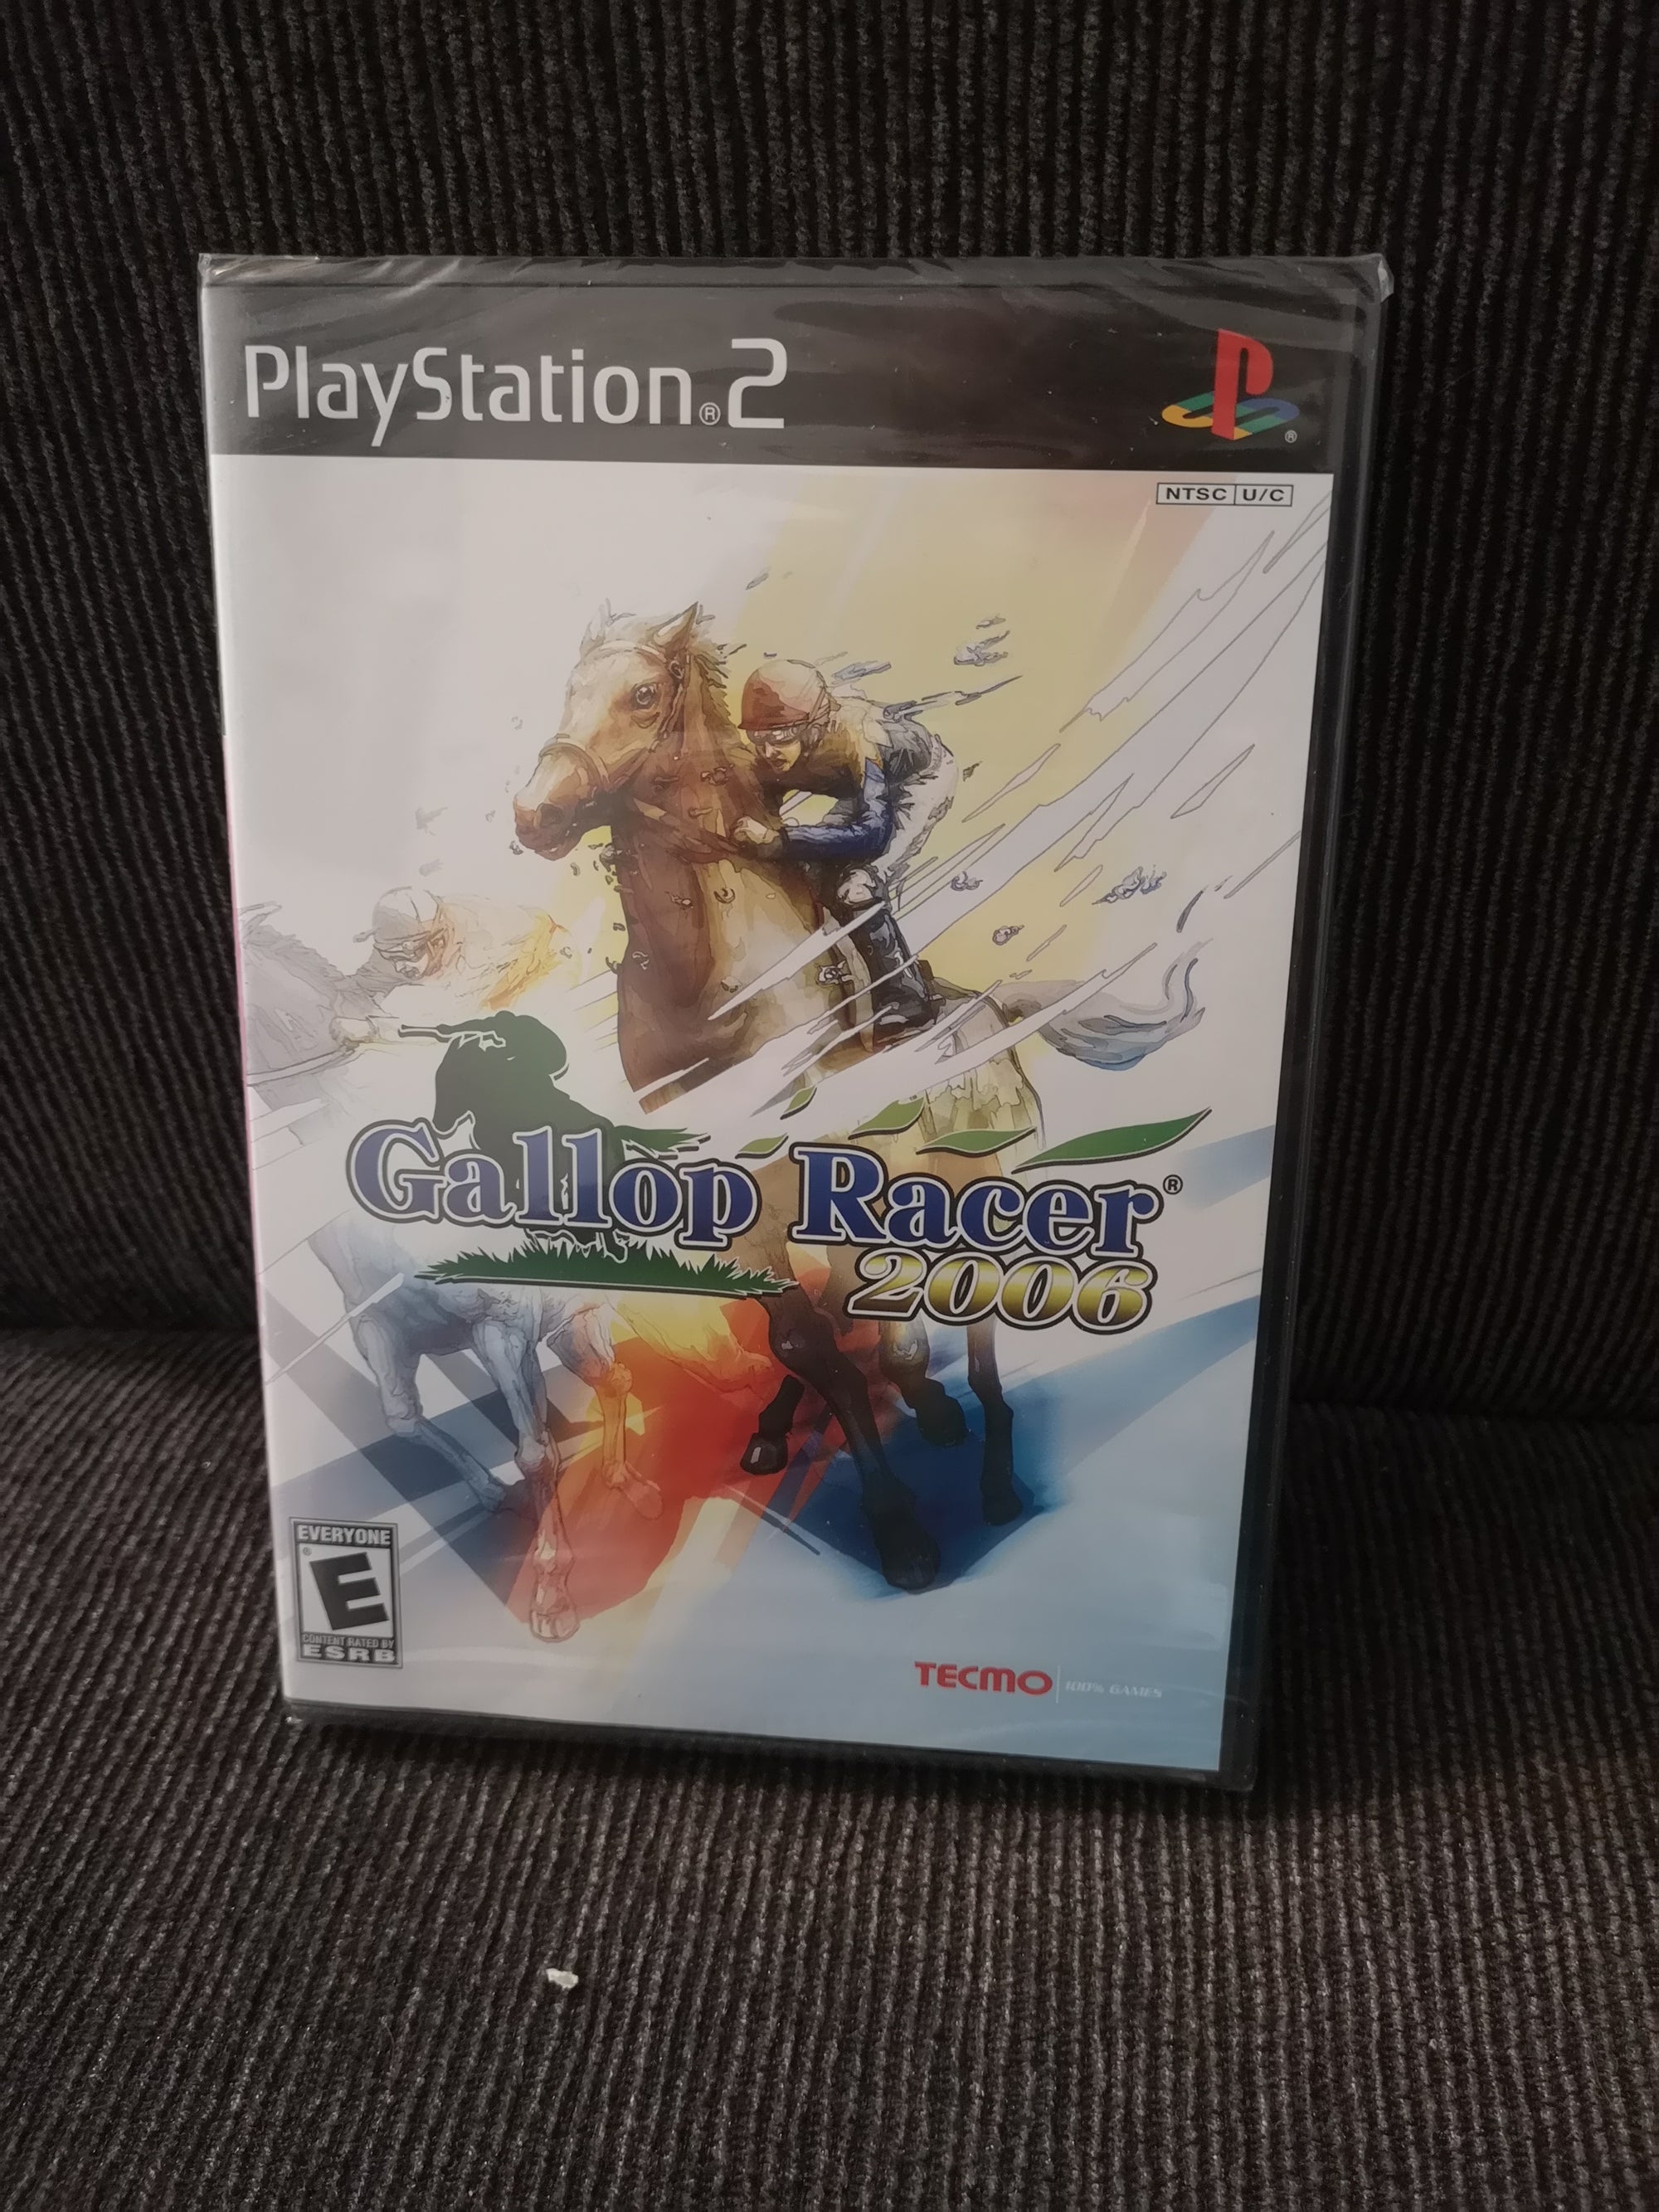 PlayStation®2
NTSC U/C
Gallop Racer®
2006
EVERYONE
E
CONTENT RATED BY
ESRB
TECMO 100% GAMES